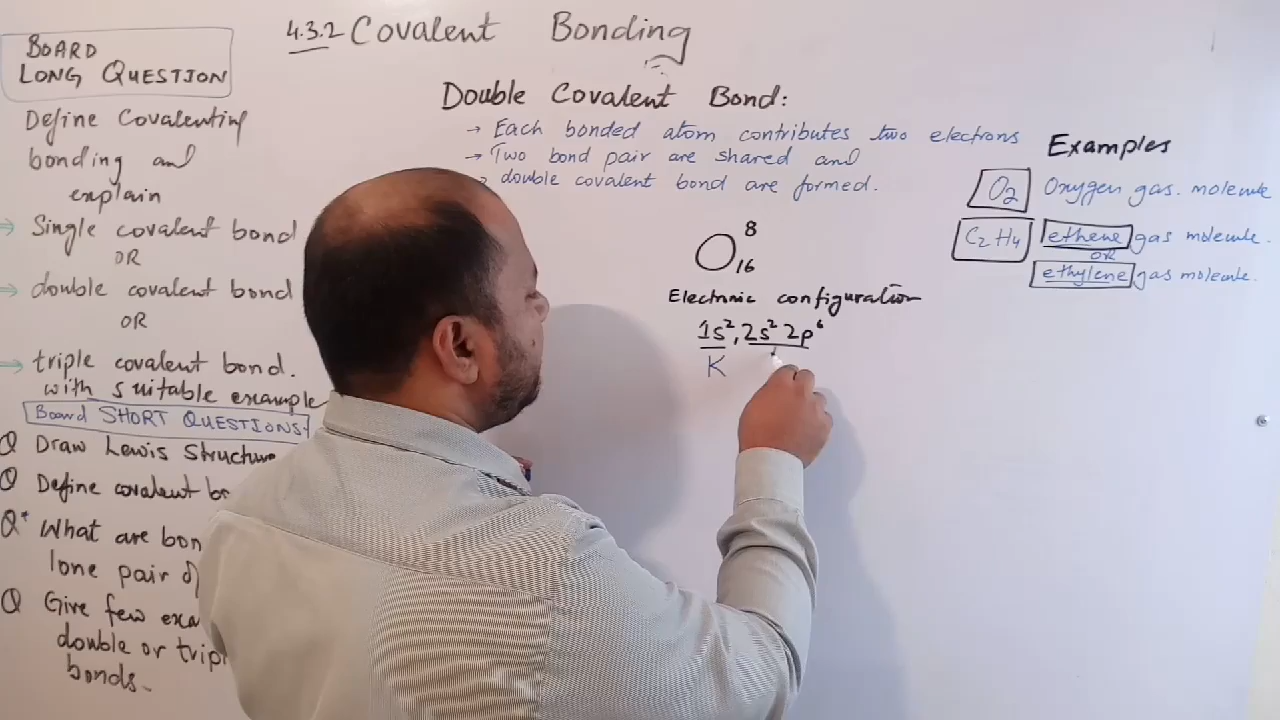 4.3.2 Covalent Bonding
BOARD
LONG QUESTION
Define Covalenting
bonding and
explain
→ Single covalent bond
OR
→ double covalent bond
OR
→ triple covalent bond.
with suitable example
Board SHORT QUESTIONS.
Q Draw Lewis Structure
Q Define covalent bo
Q* What are bon
lone pair of
Q Give few exa
double or tripl
bonds.
Double Covalent Bond:
→ Each bonded atom contributes two electrons
→ Two bond pair are shared and
double covalent bond are formed.
O 8 16
Electronic configuration
1s², 2s² 2p⁶
K
Examples
O₂ Oxygen gas. molecule
C₂H₄ ethene gas molecule.
OR
ethylene gas molecule.